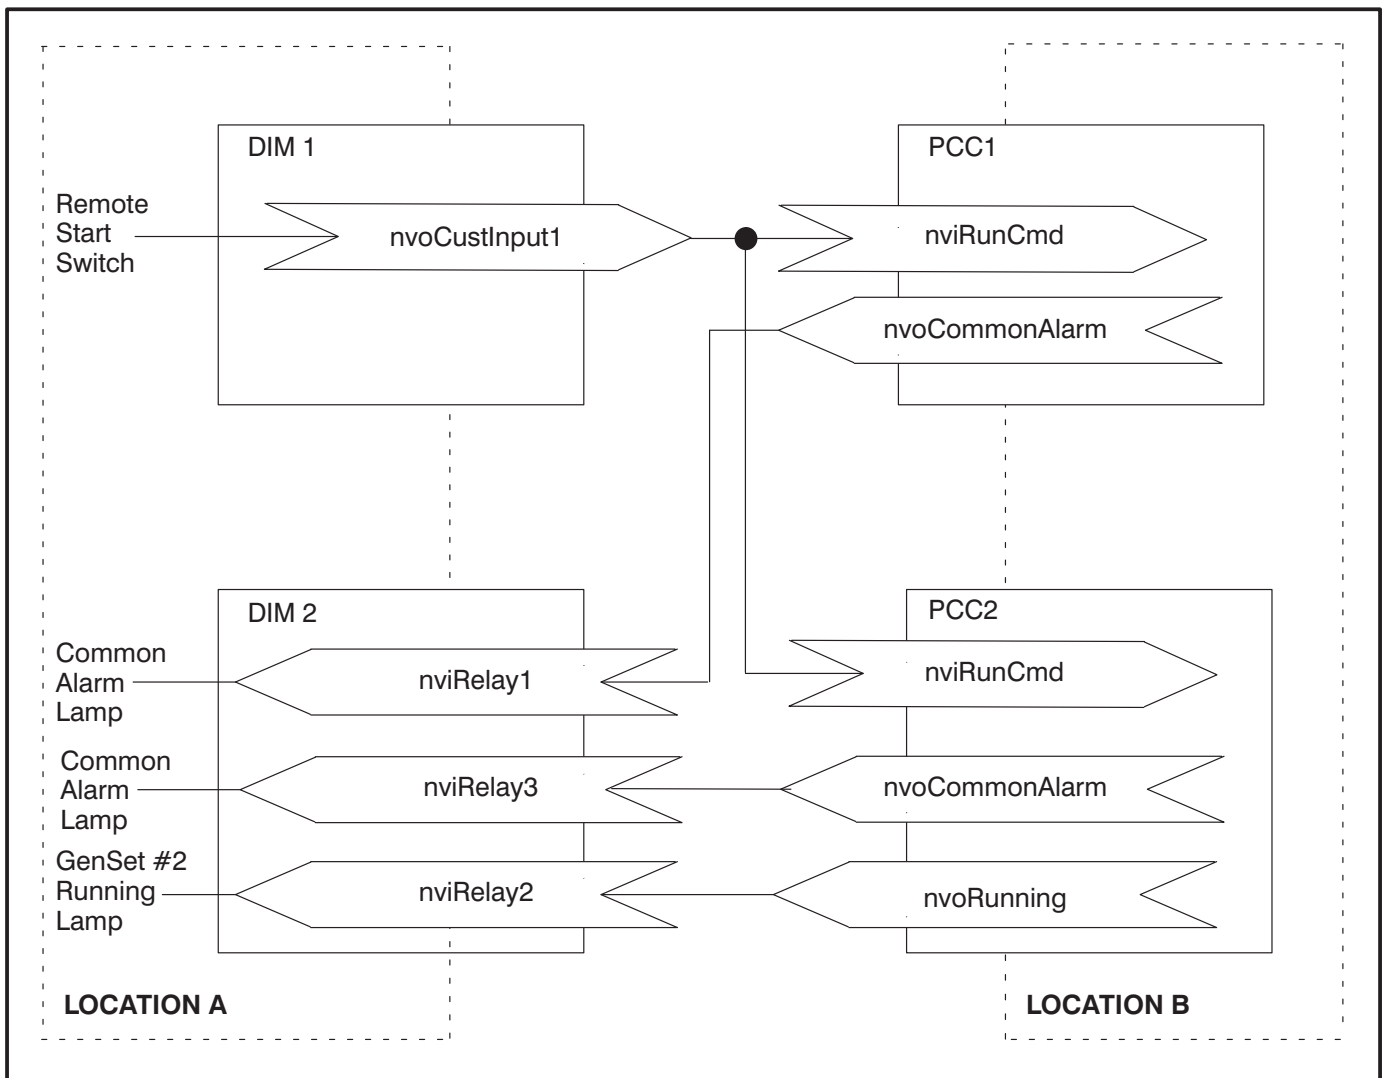 DIM 1
PCC1
Remote
Start
Switch
nvoCustInput1
nviRunCmd
nvoCommonAlarm
DIM 2
PCC2
Common
Alarm
Lamp
nviRelay1
nviRunCmd
Common
Alarm
Lamp
nviRelay3
nvoCommonAlarm
GenSet #2
Running
Lamp
nviRelay2
nvoRunning
LOCATION A
LOCATION B